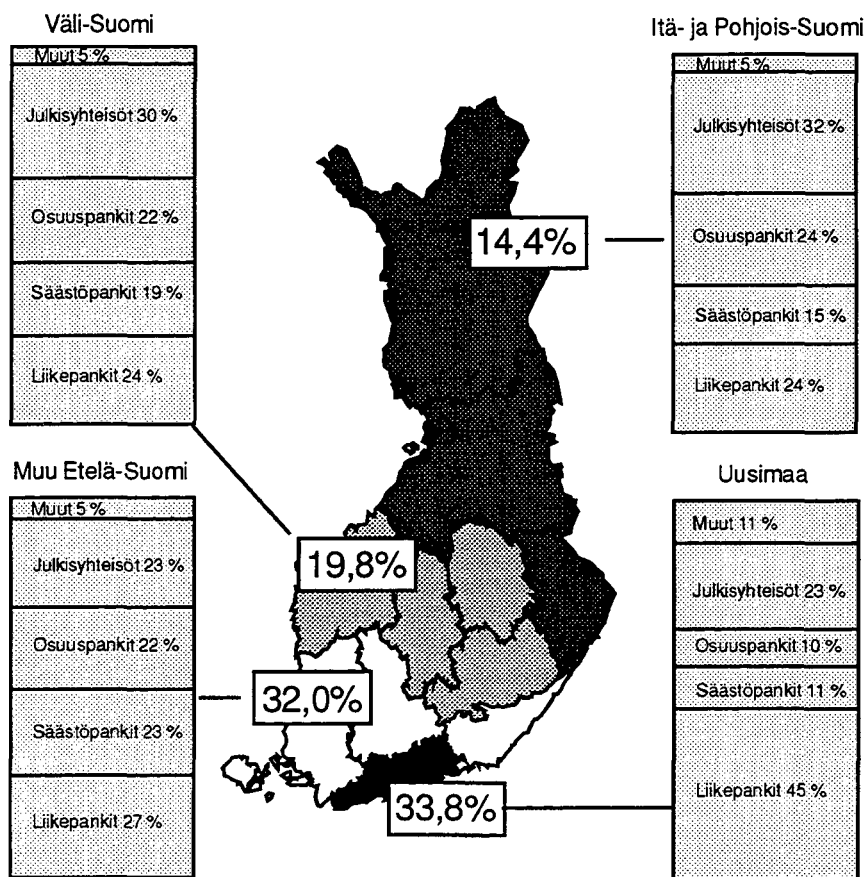 Väli-Suomi
Muut 5 %
Julkisyhteisöt 30 %
Osuuspankit 22 %
Säästöpankit 19 %
Liikepankit 24 %
Itä- ja Pohjois-Suomi
Muut 5 %
Julkisyhteisöt 32 %
Osuuspankit 24 %
Säästöpankit 15 %
Liikepankit 24 %
14,4%
19,8%
32,0%
33,8%
Muu Etelä-Suomi
Muut 5 %
Julkisyhteisöt 23 %
Osuuspankit 22 %
Säästöpankit 23 %
Liikepankit 27 %
Uusimaa
Muut 11 %
Julkisyhteisöt 23 %
Osuuspankit 10 %
Säästöpankit 11 %
Liikepankit 45 %